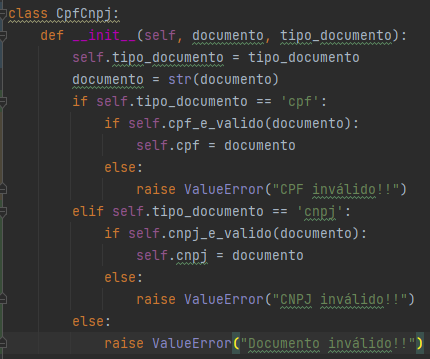 class CpfCnpj:
    def __init__(self, documento, tipo_documento):
        self.tipo_documento = tipo_documento
        documento = str(documento)
        if self.tipo_documento == 'cpf':
            if self.cpf_e_valido(documento):
                self.cpf = documento
            else:
                raise ValueError("CPF inválido!!")
        elif self.tipo_documento == 'cnpj':
            if self.cnpj_e_valido(documento):
                self.cnpj = documento
            else:
                raise ValueError("CNPJ inválido!!")
        else:
            raise ValueError("Documento inválido!!")